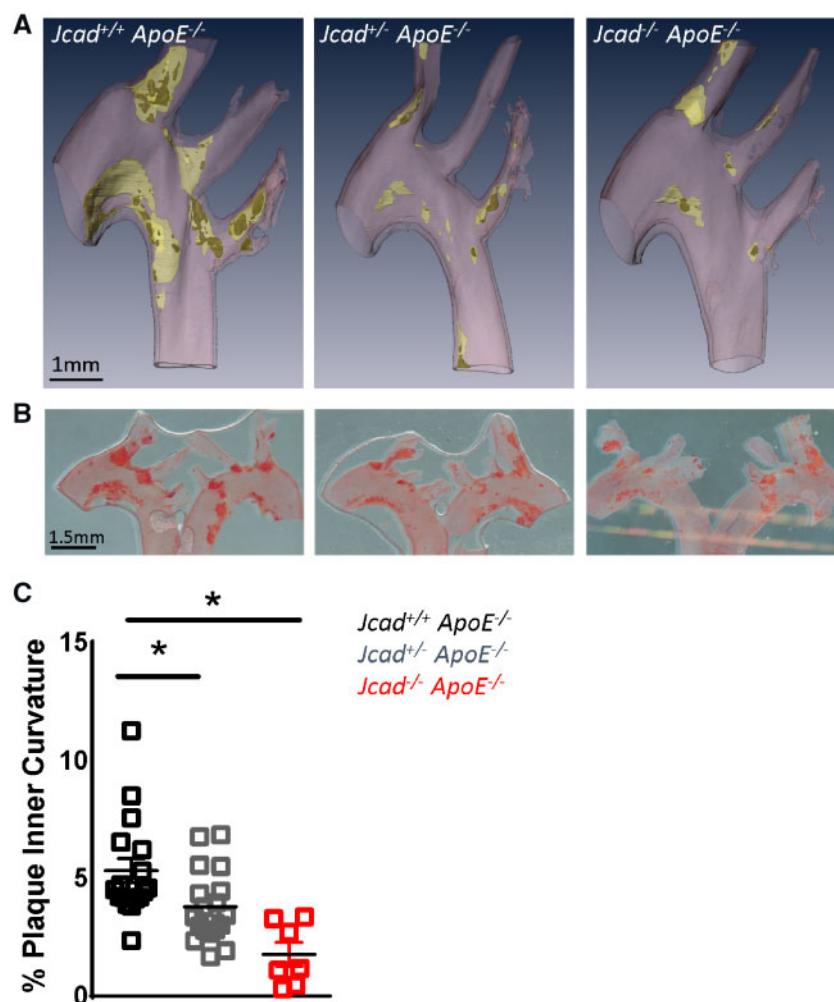 A
Jcad+/+ ApoE-/-
Jcad+/- ApoE-/-
Jcad-/- ApoE-/-
1mm
B
1.5mm
C
*
*
Jcad+/+ ApoE-/-
Jcad+/- ApoE-/-
Jcad-/- ApoE-/-
% Plaque Inner Curvature
15
10
5
0